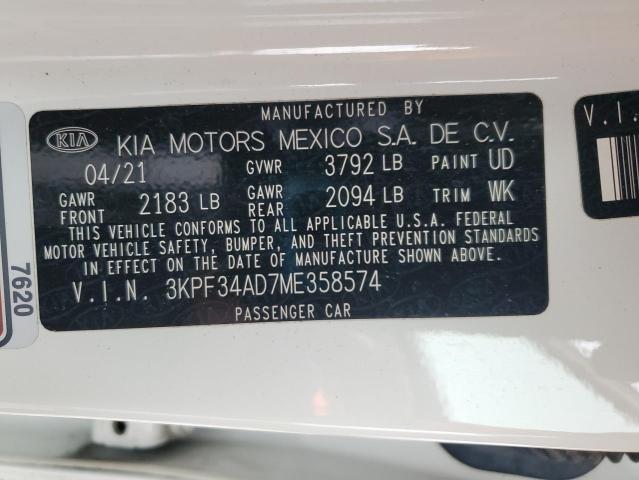 MANUFACTURED BY
KIA KIA MOTORS MEXICO S.A. DE C.V.
04/21 GVWR 3792 LB PAINT UD
GAWR FRONT 2183 LB GAWR REAR 2094 LB TRIM WK
THIS VEHICLE CONFORMS TO ALL APPLICABLE U.S.A. FEDERAL
MOTOR VEHICLE SAFETY, BUMPER, AND THEFT PREVENTION STANDARDS
IN EFFECT ON THE DATE OF MANUFACTURE SHOWN ABOVE.
V.I.N. 3KPF34AD7ME358574
PASSENGER CAR
7620
V.I.